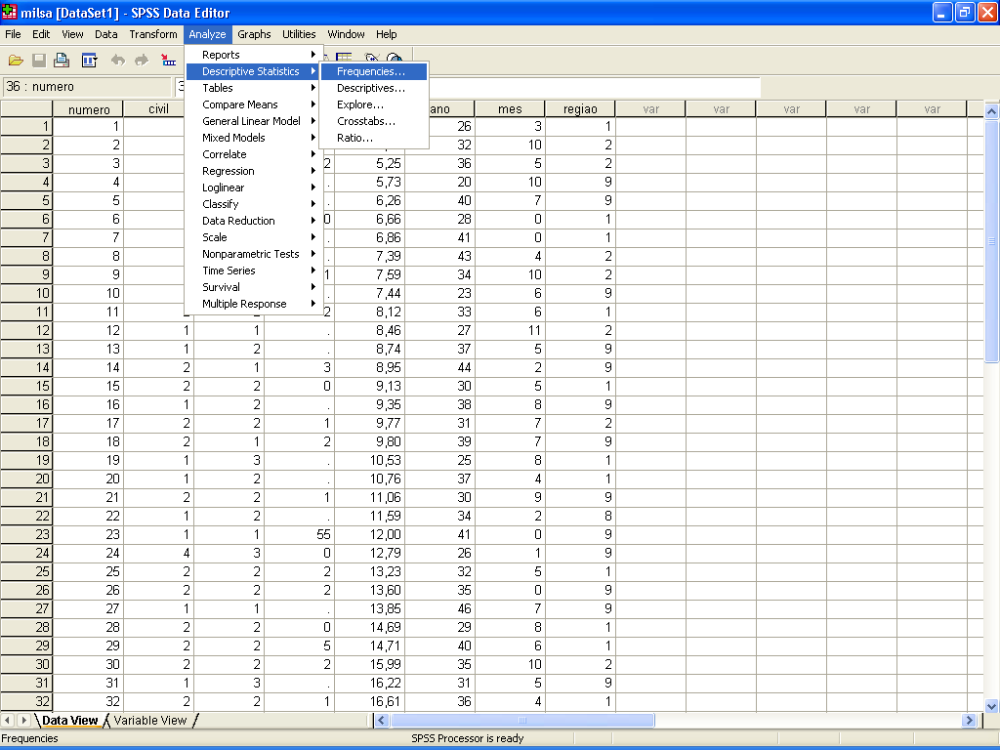 milsa [DataSet1] - SPSS Data Editor
File Edit View Data Transform Analyze Graphs Utilities Window Help
36 : numero 3
Reports
Descriptive Statistics
Tables
Compare Means
General Linear Model
Mixed Models
Correlate
Regression
Loglinear
Classify
Data Reduction
Scale
Nonparametric Tests
Time Series
Survival
Multiple Response
Frequencies...
Descriptives...
Explore...
Crosstabs...
Ratio...
numero civil ano mes regiao var var var var var
1 1 26 3 1
2 2 32 10 2
3 3 2 5,25 36 5 2
4 4 . 5,73 20 10 9
5 5 . 6,26 40 7 9
6 6 0 6,66 28 0 1
7 7 . 6,86 41 0 1
8 8 . 7,39 43 4 2
9 9 1 7,59 34 10 2
10 10 . 7,44 23 6 9
11 11 2 8,12 33 6 1
12 12 1 1 . 8,46 27 11 2
13 13 1 2 . 8,74 37 5 9
14 14 2 1 3 8,95 44 2 9
15 15 2 2 0 9,13 30 5 1
16 16 1 2 . 9,35 38 8 9
17 17 2 2 1 9,77 31 7 2
18 18 2 1 2 9,80 39 7 9
19 19 1 3 . 10,53 25 8 1
20 20 1 2 . 10,76 37 4 1
21 21 2 2 1 11,06 30 9 9
22 22 1 2 . 11,59 34 2 8
23 23 1 1 55 12,00 41 0 9
24 24 4 3 0 12,79 26 1 9
25 25 2 2 2 13,23 32 5 1
26 26 2 2 2 13,60 35 0 9
27 27 1 1 . 13,85 46 7 9
28 28 2 2 0 14,69 29 8 1
29 29 2 2 5 14,71 40 6 1
30 30 2 2 2 15,99 35 10 2
31 31 1 3 . 16,22 31 5 9
32 32 2 2 1 16,61 36 4 1
Data View Variable View
Frequencies SPSS Processor is ready